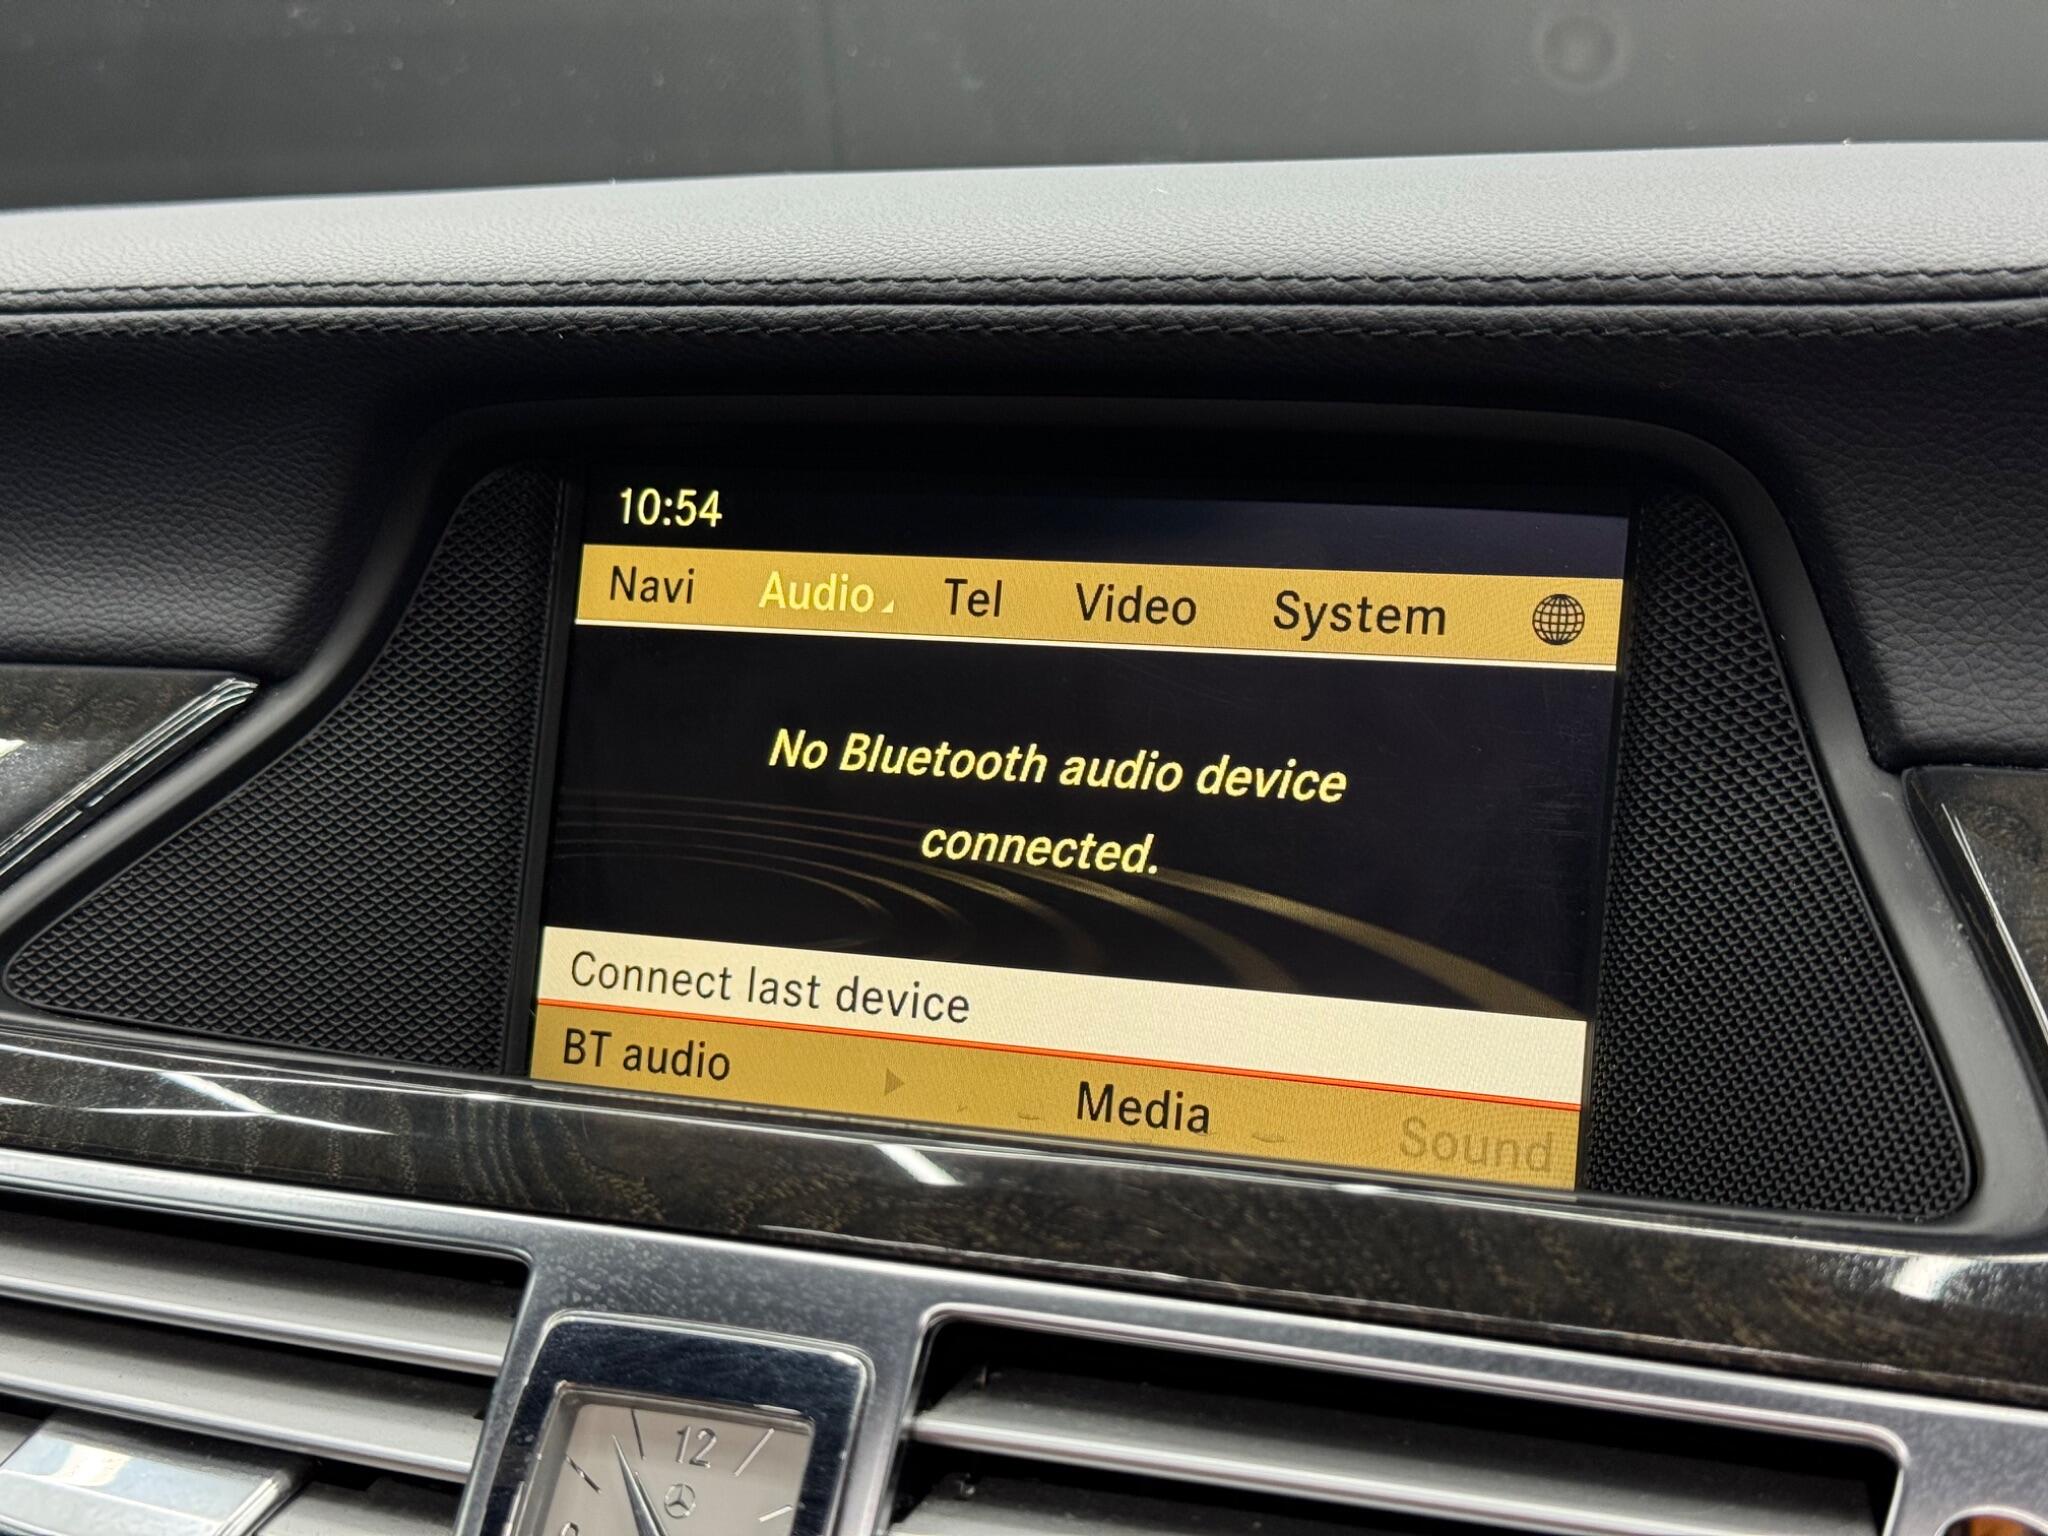 10:54
Navi Audio Tel Video System
No Bluetooth audio device
connected.
Connect last device
BT audio Media Sound
12